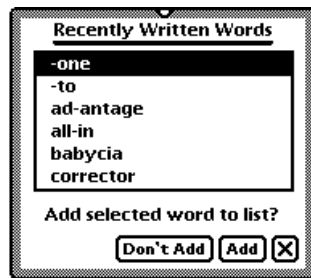 Recently Written Words
-one
-to
ad-antage
all-in
babycia
corrector
Add selected word to list?
Don't Add Add X